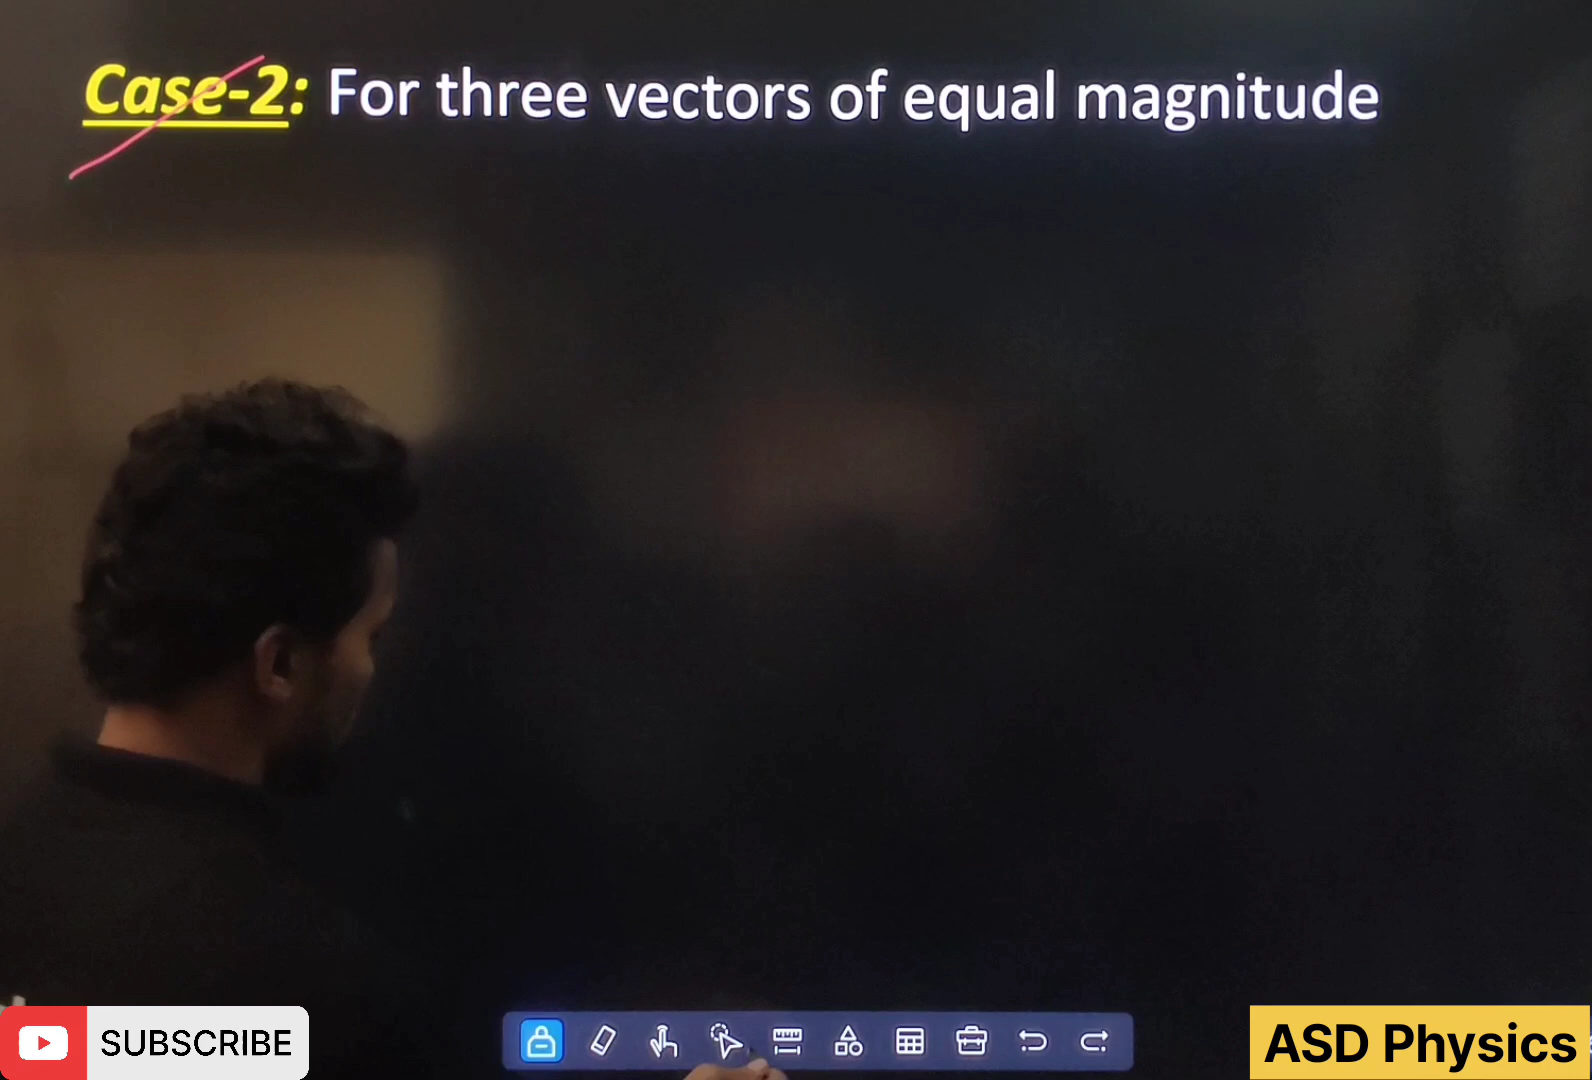 Case-2: For three vectors of equal magnitude
SUBSCRIBE
ASD Physics